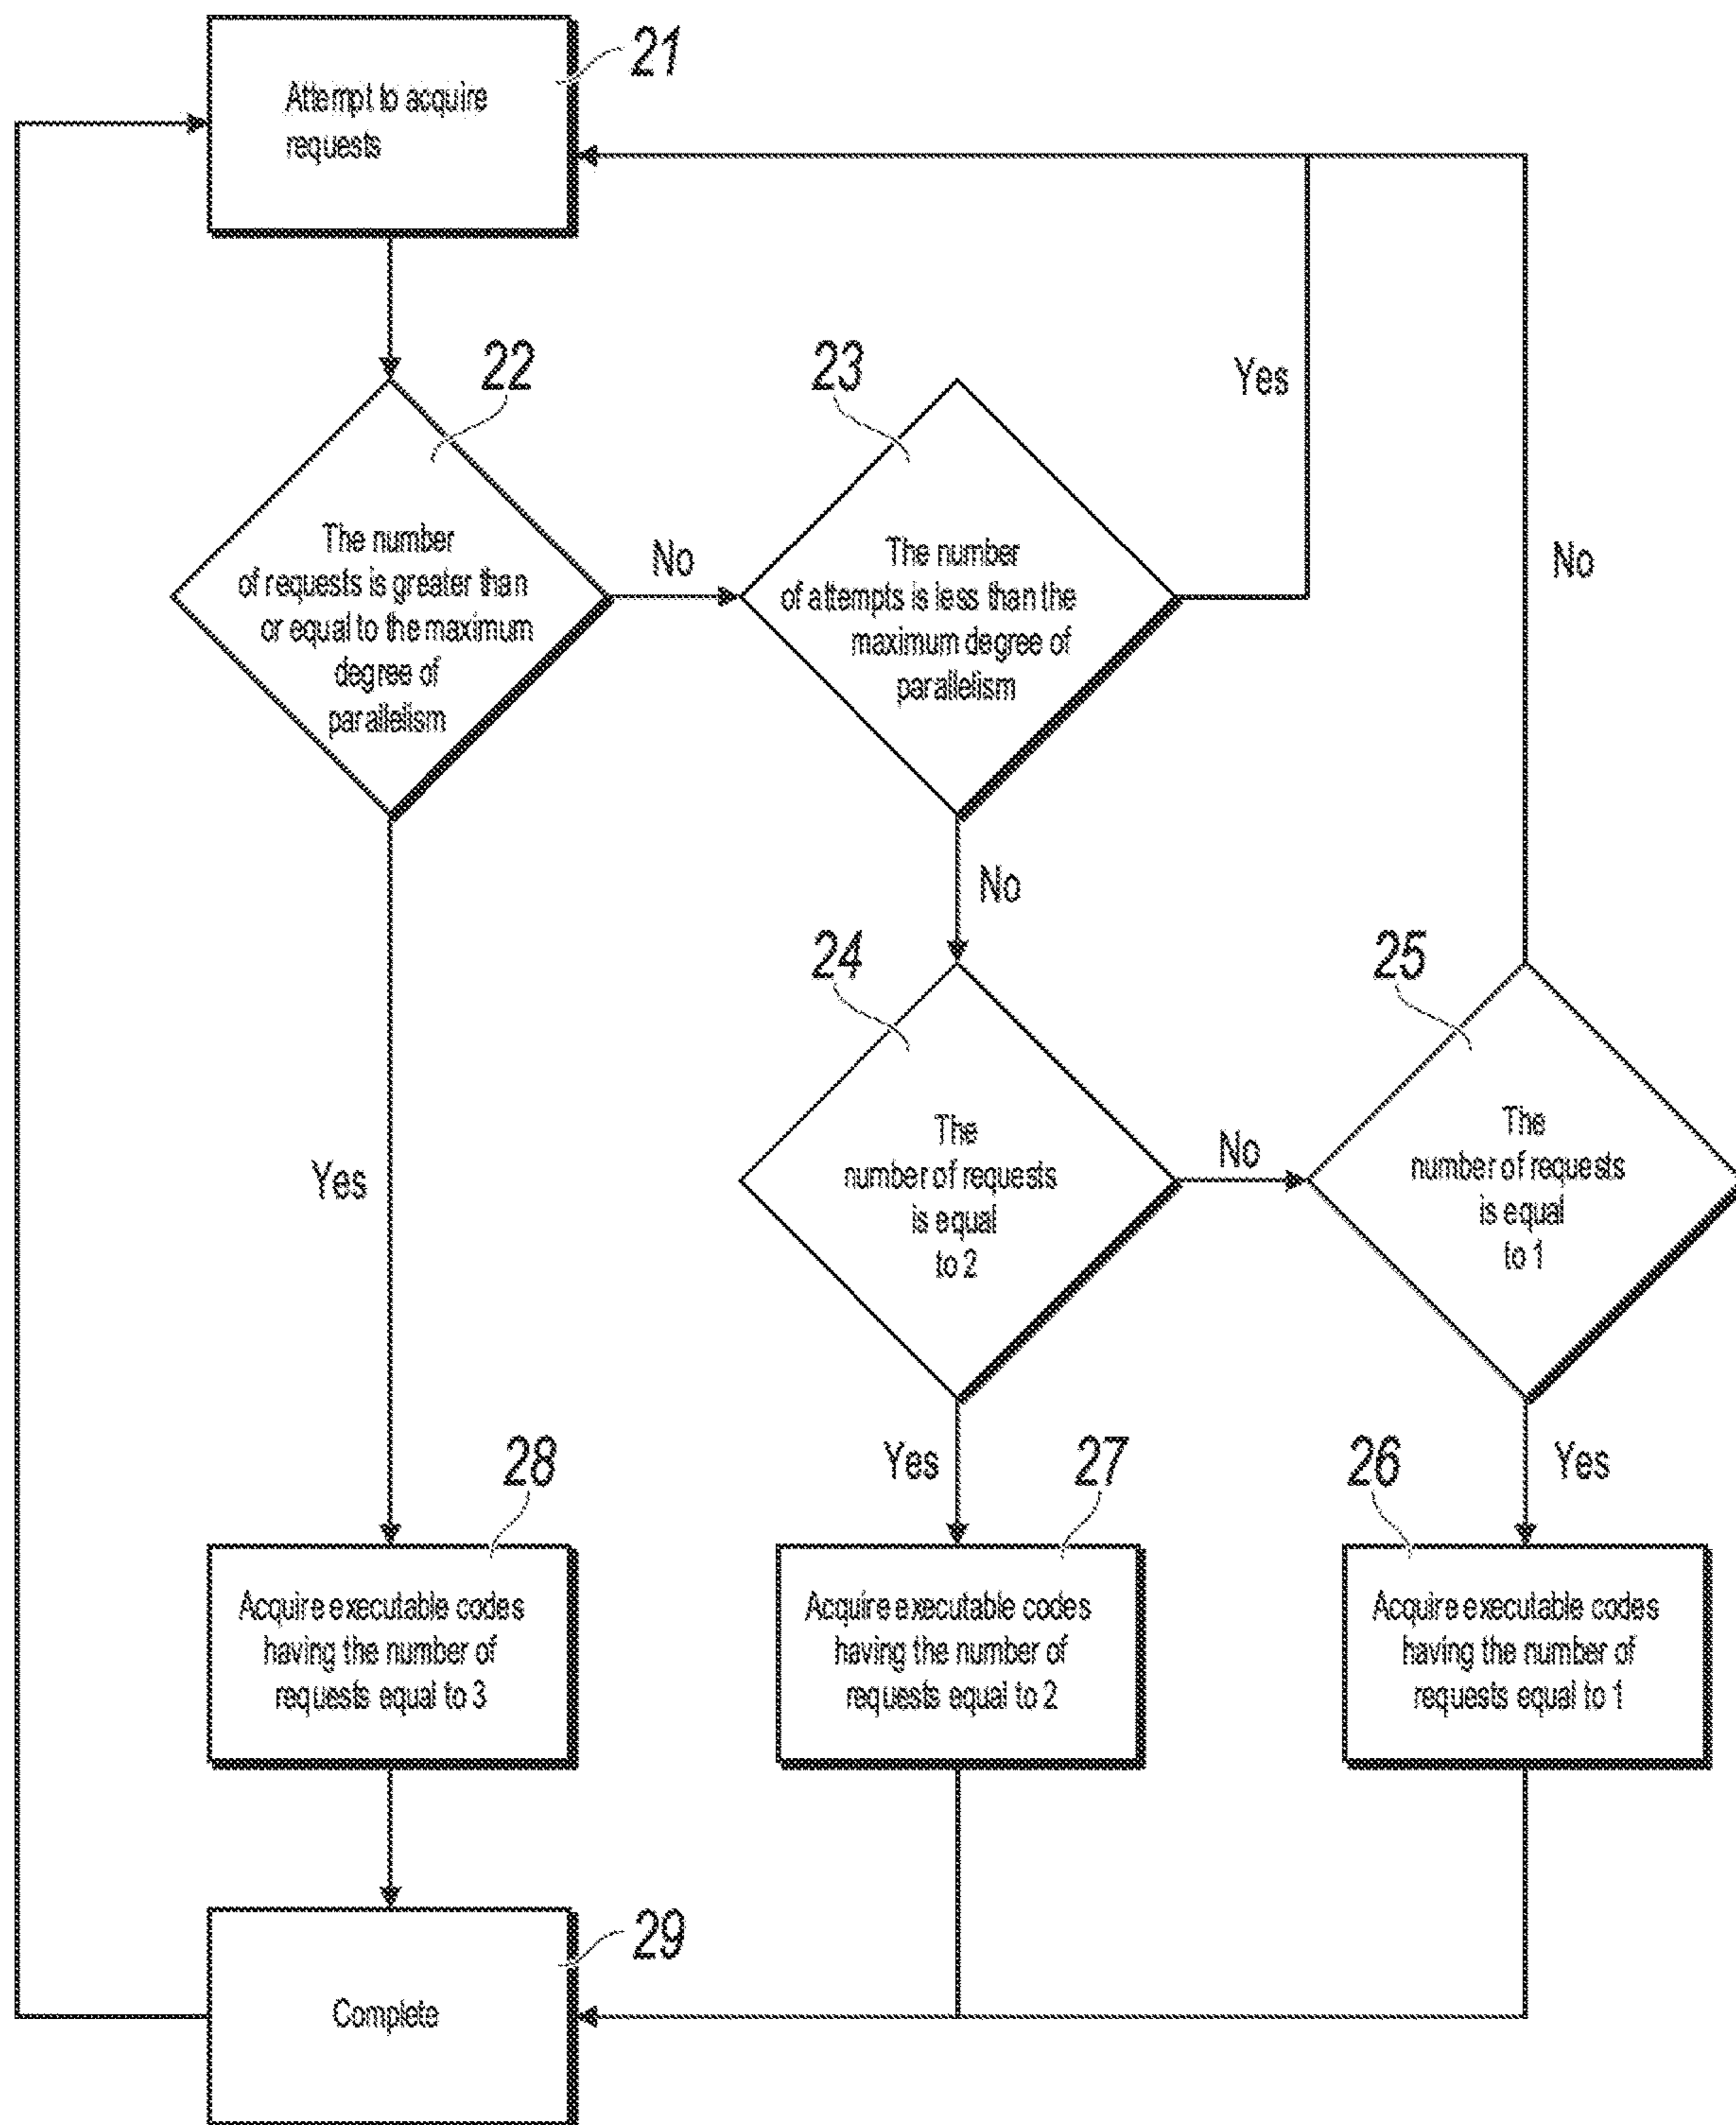 21
Attempt to acquire
requests
22
23
Yes
The number
of requests is greater than
or equal to the maximum
degree of
parallelism
No
The number
of attempts is less than the
maximum degree of
parallelism
No
No
24
25
Yes
The
number of requests
is equal
to 2
No
The
number of requests
is equal
to 1
28
Yes
27
26
Yes
Acquire executable codes
having the number of
requests equal to 3
Acquire executable codes
having the number of
requests equal to 2
Acquire executable codes
having the number of
requests equal to 1
29
Complete